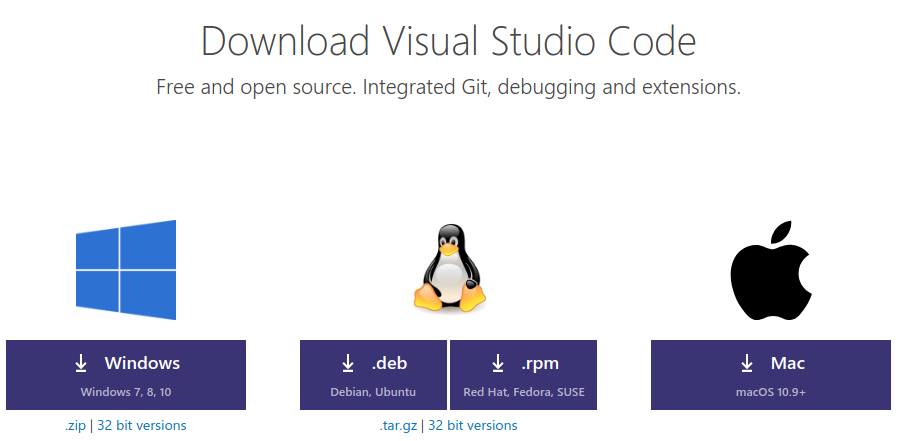 Download Visual Studio Code
Free and open source. Integrated Git, debugging and extensions.
Windows
Windows 7, 8, 10
.zip | 32 bit versions
.deb
Debian, Ubuntu
.rpm
Red Hat, Fedora, SUSE
.tar.gz | 32 bit versions
Mac
macOS 10.9+